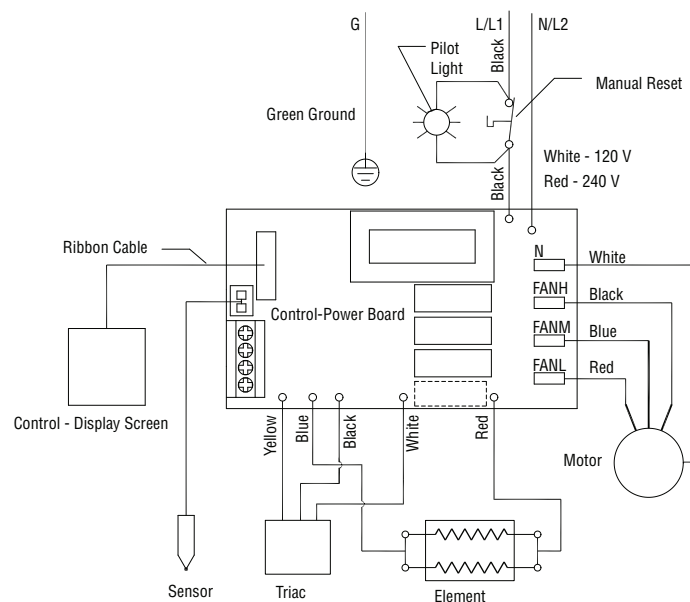 G
L/L1
N/L2
Pilot
Light
Black
Manual Reset
Green Ground
White - 120 V
Red - 240 V
Black
Ribbon Cable
N
White
FANH
Black
Control-Power Board
FANM
Blue
FANL
Red
Control - Display Screen
Yellow
Blue
Black
White
Red
Motor
Sensor
Triac
Element